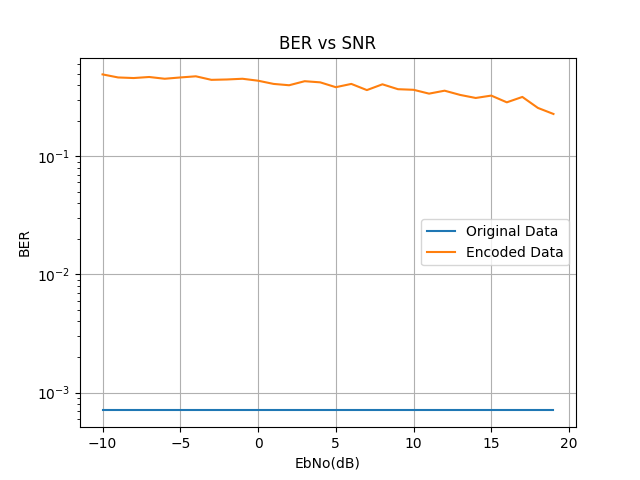 BER vs SNR
10⁻¹
10⁻²
10⁻³
BER
Original Data
Encoded Data
−10 −5 0 5 10 15 20
EbNo(dB)